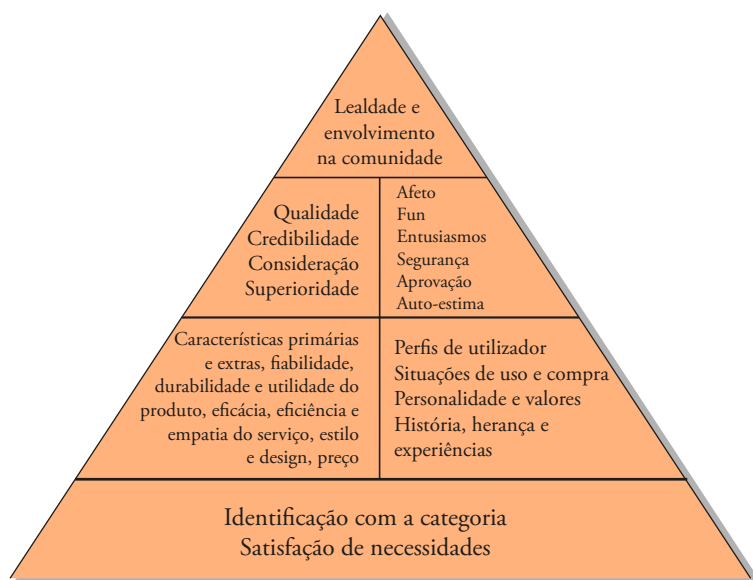 Lealdade e
envolvimento
na comunidade
Qualidade
Credibilidade
Consideração
Superioridade
Afeto
Fun
Entusiasmos
Segurança
Aprovação
Auto-estima
Características primárias
e extras, fiabilidade,
durabilidade e utilidade do
produto, eficácia, eficiência e
empatia do serviço, estilo
e design, preço
Perfis de utilizador
Situações de uso e compra
Personalidade e valores
História, herança e
experiências
Identificação com a categoria
Satisfação de necessidades